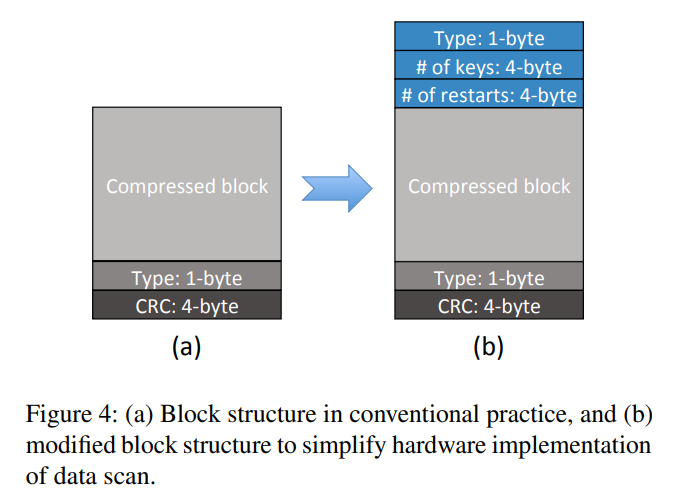 Type: 1-byte
# of keys: 4-byte
# of restarts: 4-byte
Compressed block
Compressed block
Type: 1-byte
Type: 1-byte
CRC: 4-byte
CRC: 4-byte
(a)
(b)
Figure 4: (a) Block structure in conventional practice, and (b)
modified block structure to simplify hardware implementation
of data scan.